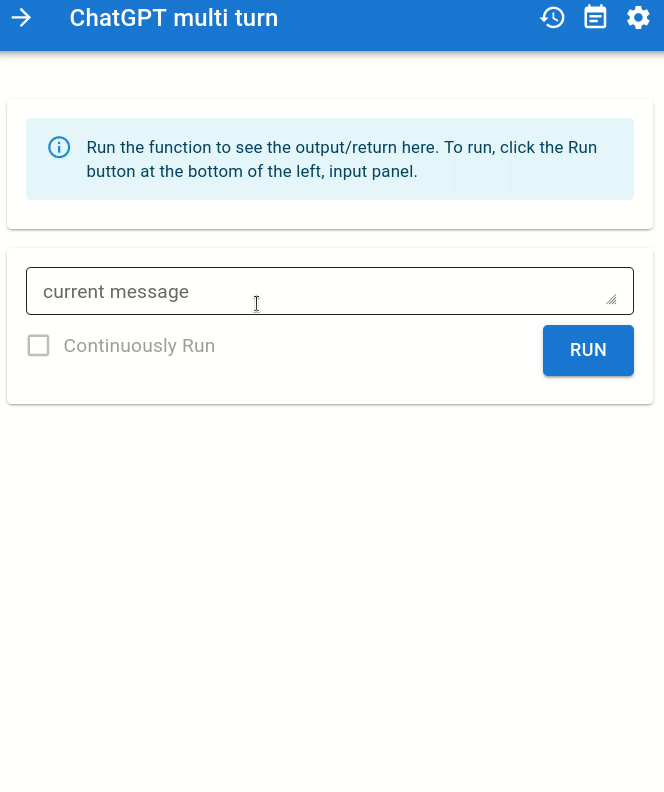 ChatGPT multi turn
Run the function to see the output/return here. To run, click the Run
button at the bottom of the left, input panel.
current message
Continuously Run
RUN